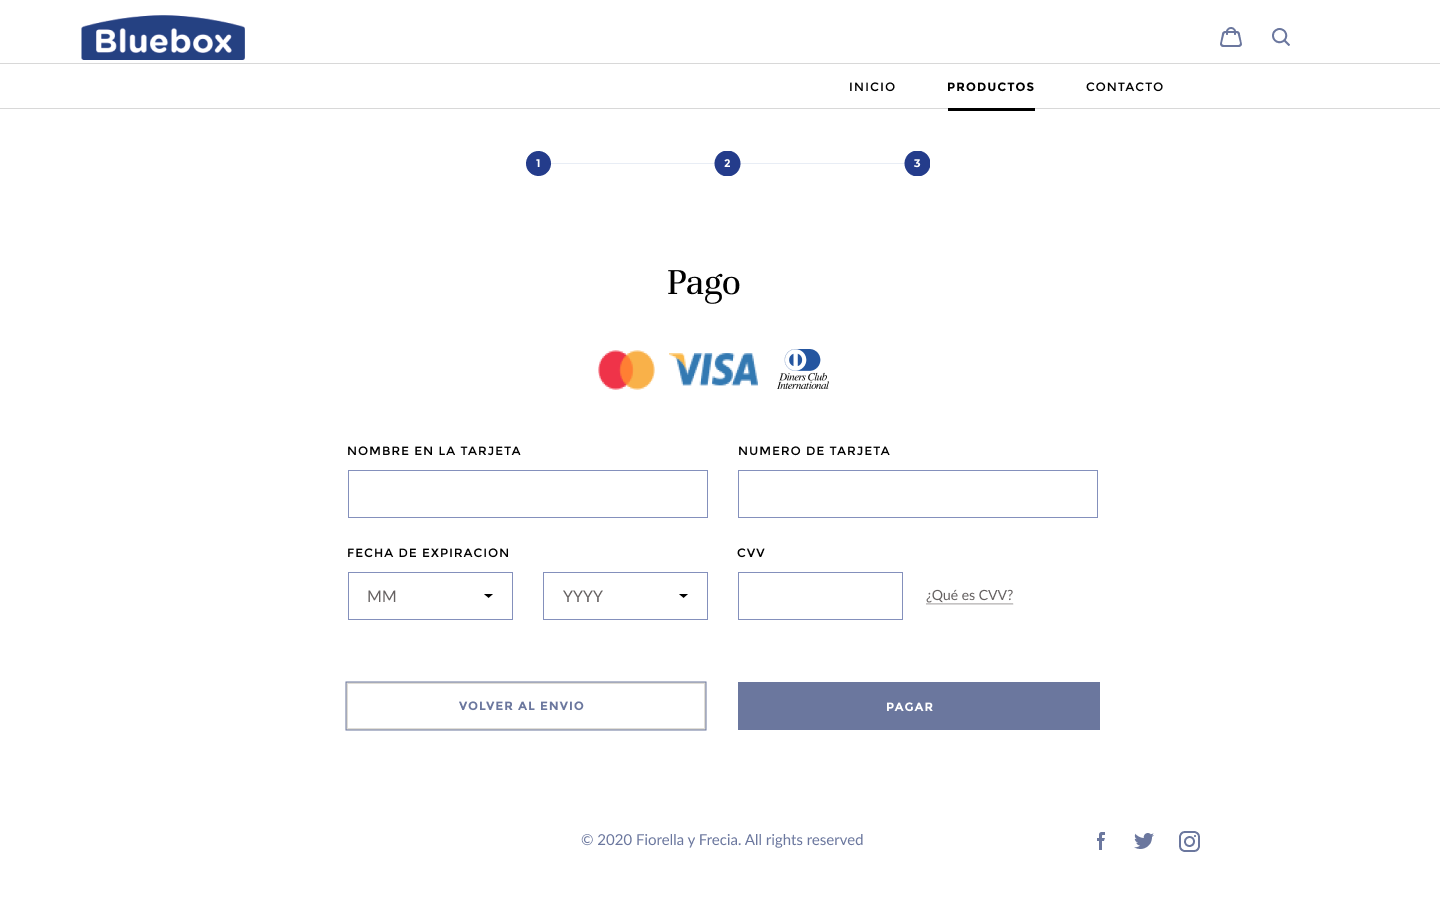 Bluebox
INICIO PRODUCTOS CONTACTO
1 2 3
Pago
VISA
Diners Club
International
NOMBRE EN LA TARJETA NUMERO DE TARJETA
FECHA DE EXPIRACION CVV
MM YYYY ¿Qué es CVV?
VOLVER AL ENVIO PAGAR
© 2020 Fiorella y Frecia. All rights reserved